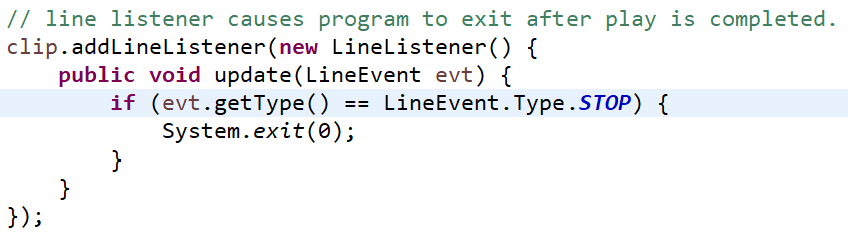 // line listener causes program to exit after play is completed.
clip.addLineListener(new LineListener() {
    public void update(LineEvent evt) {
        if (evt.getType() == LineEvent.Type.STOP) {
            System.exit(0);
        }
    }
});